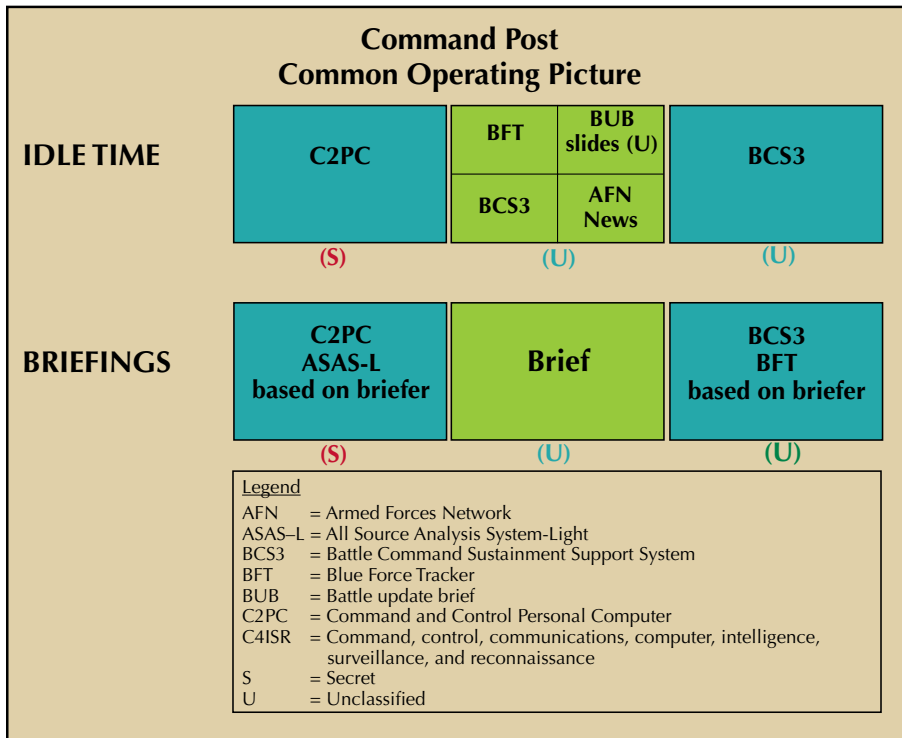 Command Post
Common Operating Picture
IDLE TIME
C2PC
BFT
BUB
slides (U)
BCS3
AFN
News
BCS3
(S)
(U)
(U)
BRIEFINGS
C2PC
ASAS-L
based on briefer
Brief
BCS3
BFT
based on briefer
(S)
(U)
(U)
Legend
AFN = Armed Forces Network
ASAS–L = All Source Analysis System-Light
BCS3 = Battle Command Sustainment Support System
BFT = Blue Force Tracker
BUB = Battle update brief
C2PC = Command and Control Personal Computer
C4ISR = Command, control, communications, computer, intelligence,
surveillance, and reconnaissance
S = Secret
U = Unclassified